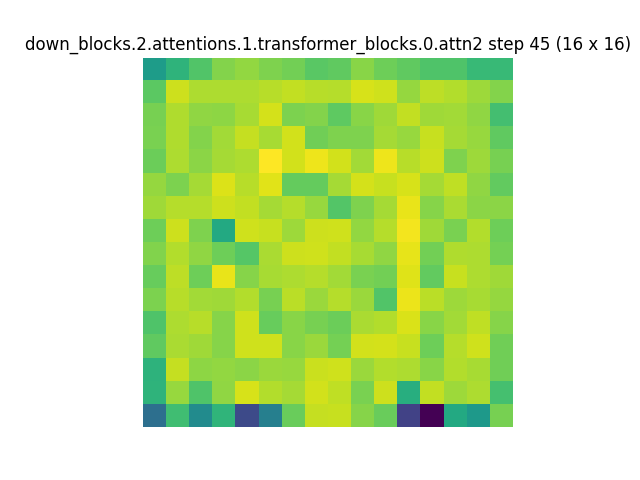 down_blocks.2.attentions.1.transformer_blocks.0.attn2 step 45 (16 x 16)